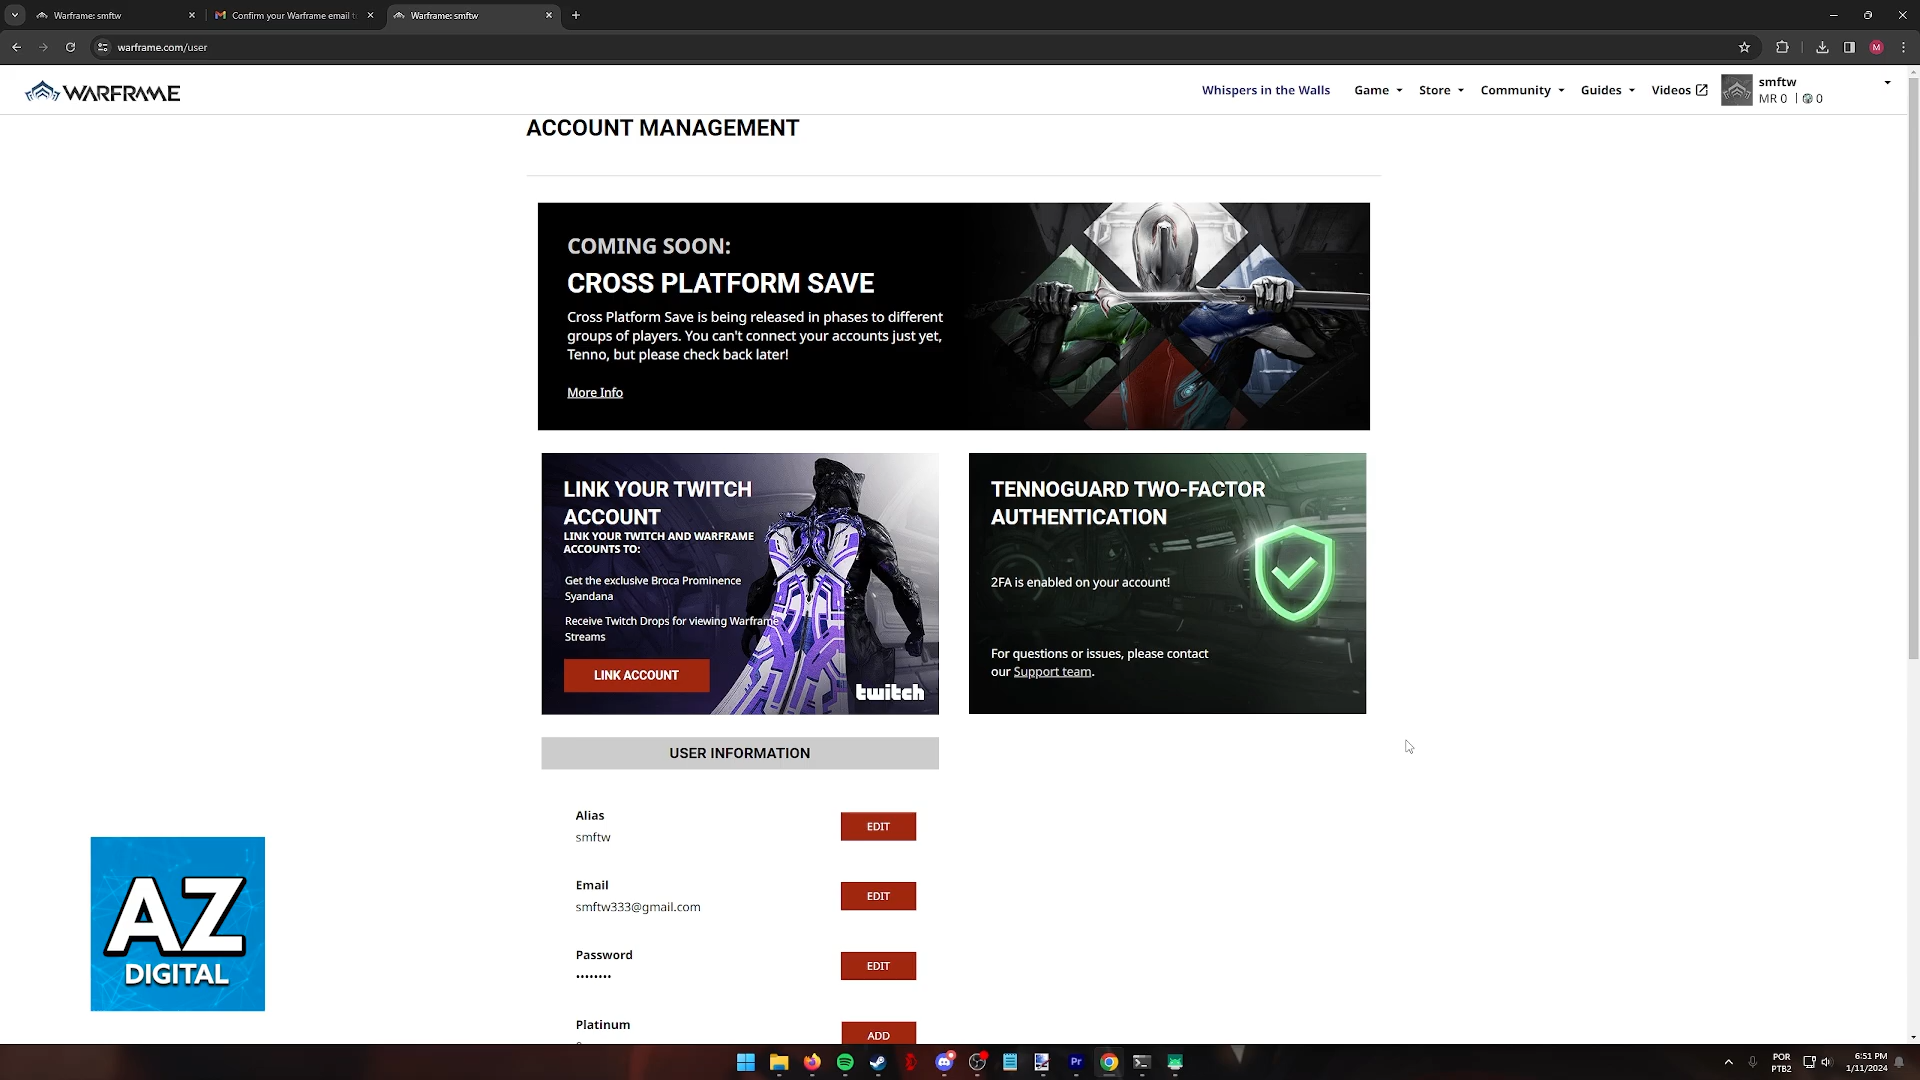 Warframe: smftw
Confirm your Warframe email t
Warframe: smftw
warframe.com/user
M
WARFRAME
Whispers in the Walls
Game
Store
Community
Guides
Videos
smftw
MR 0 | 0
ACCOUNT MANAGEMENT
COMING SOON:
CROSS PLATFORM SAVE
Cross Platform Save is being released in phases to different
groups of players. You can't connect your accounts just yet,
Tenno, but please check back later!
More Info
LINK YOUR TWITCH
ACCOUNT
LINK YOUR TWITCH AND WARFRAME
ACCOUNTS TO:
Get the exclusive Broca Prominence
Syandana
Receive Twitch Drops for viewing Warframe
Streams
LINK ACCOUNT
twitch
TENNOGUARD TWO-FACTOR
AUTHENTICATION
2FA is enabled on your account!
For questions or issues, please contact
our Support team.
USER INFORMATION
Alias
smftw
EDIT
Email
smftw333@gmail.com
EDIT
Password
••••••••
EDIT
Platinum
ADD
AZ
DIGITAL
Pr
POR
PTB2
6:51 PM
1/11/2024